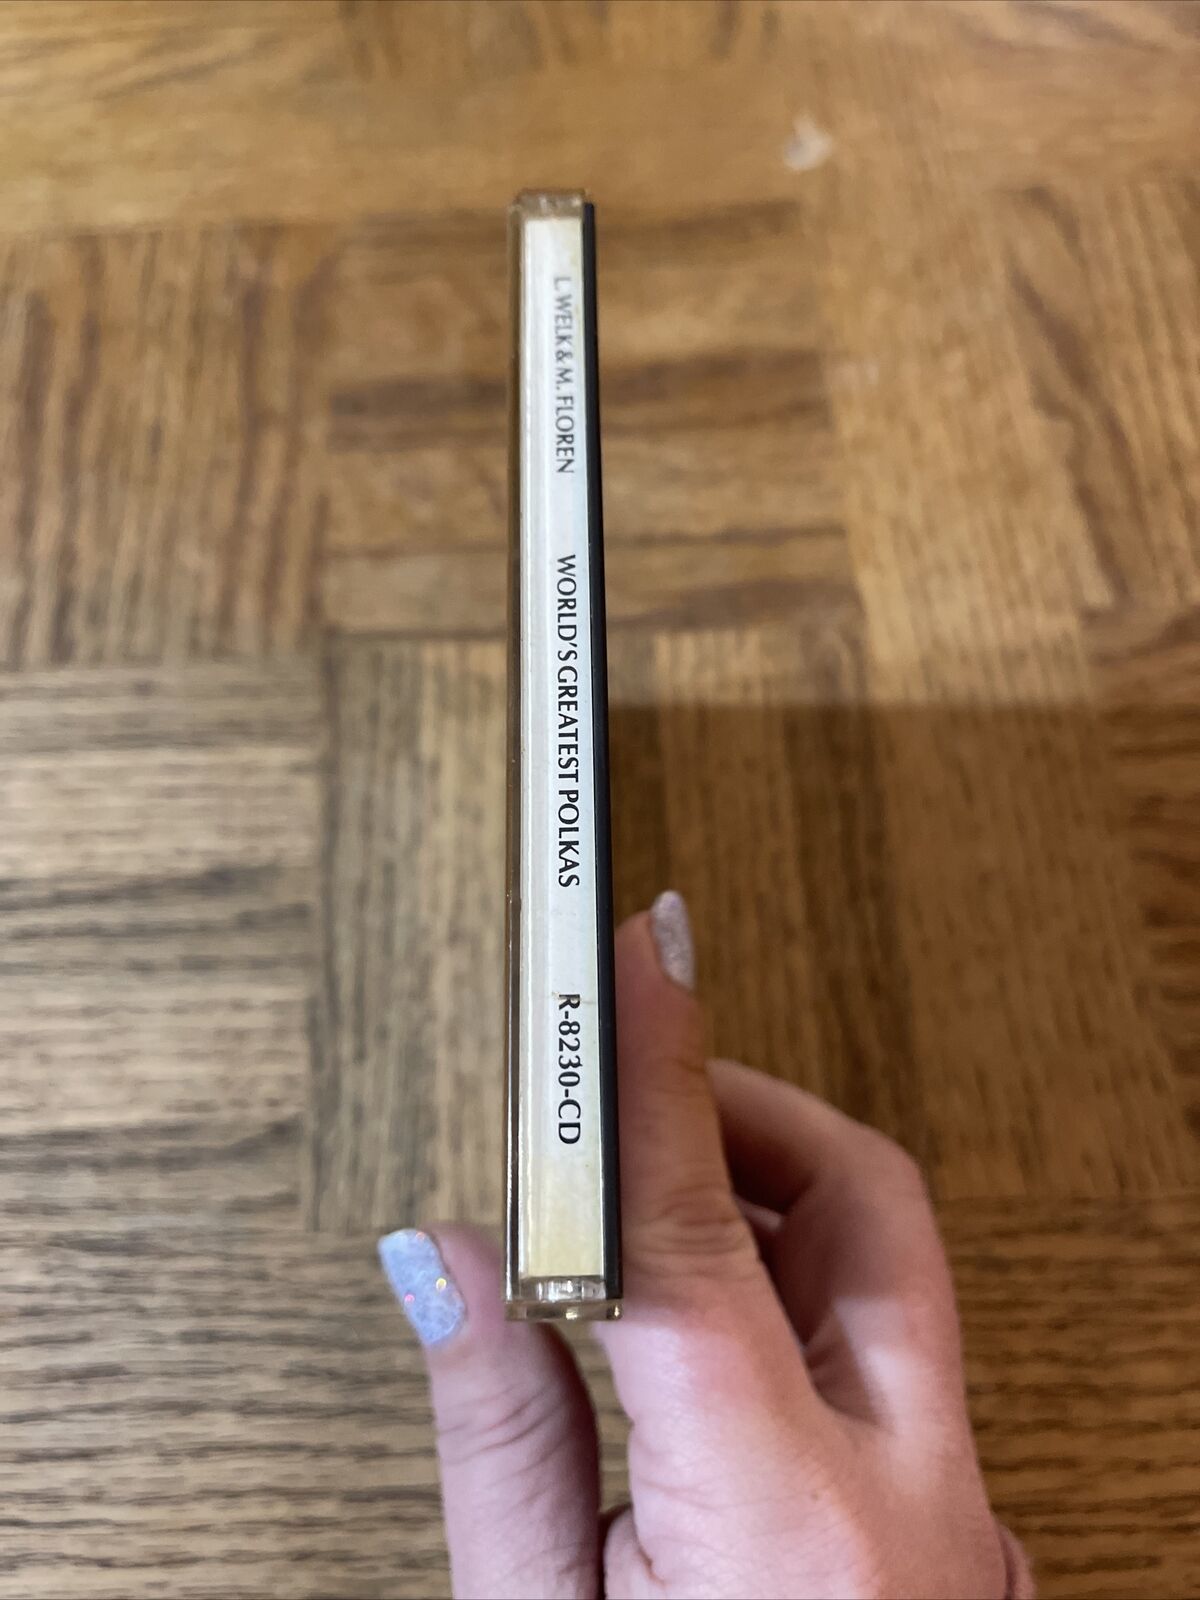 L. WELK & M. FLOREN
WORLD'S GREATEST POLKAS
R-8230-CD